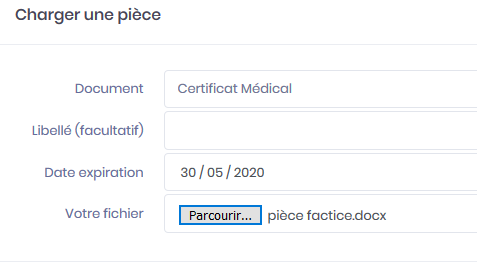 Charger une pièce
Document Certificat Médical
Libellé (facultatif)
Date expiration 30 / 05 / 2020
Votre fichier Parcourir... pièce factice.docx